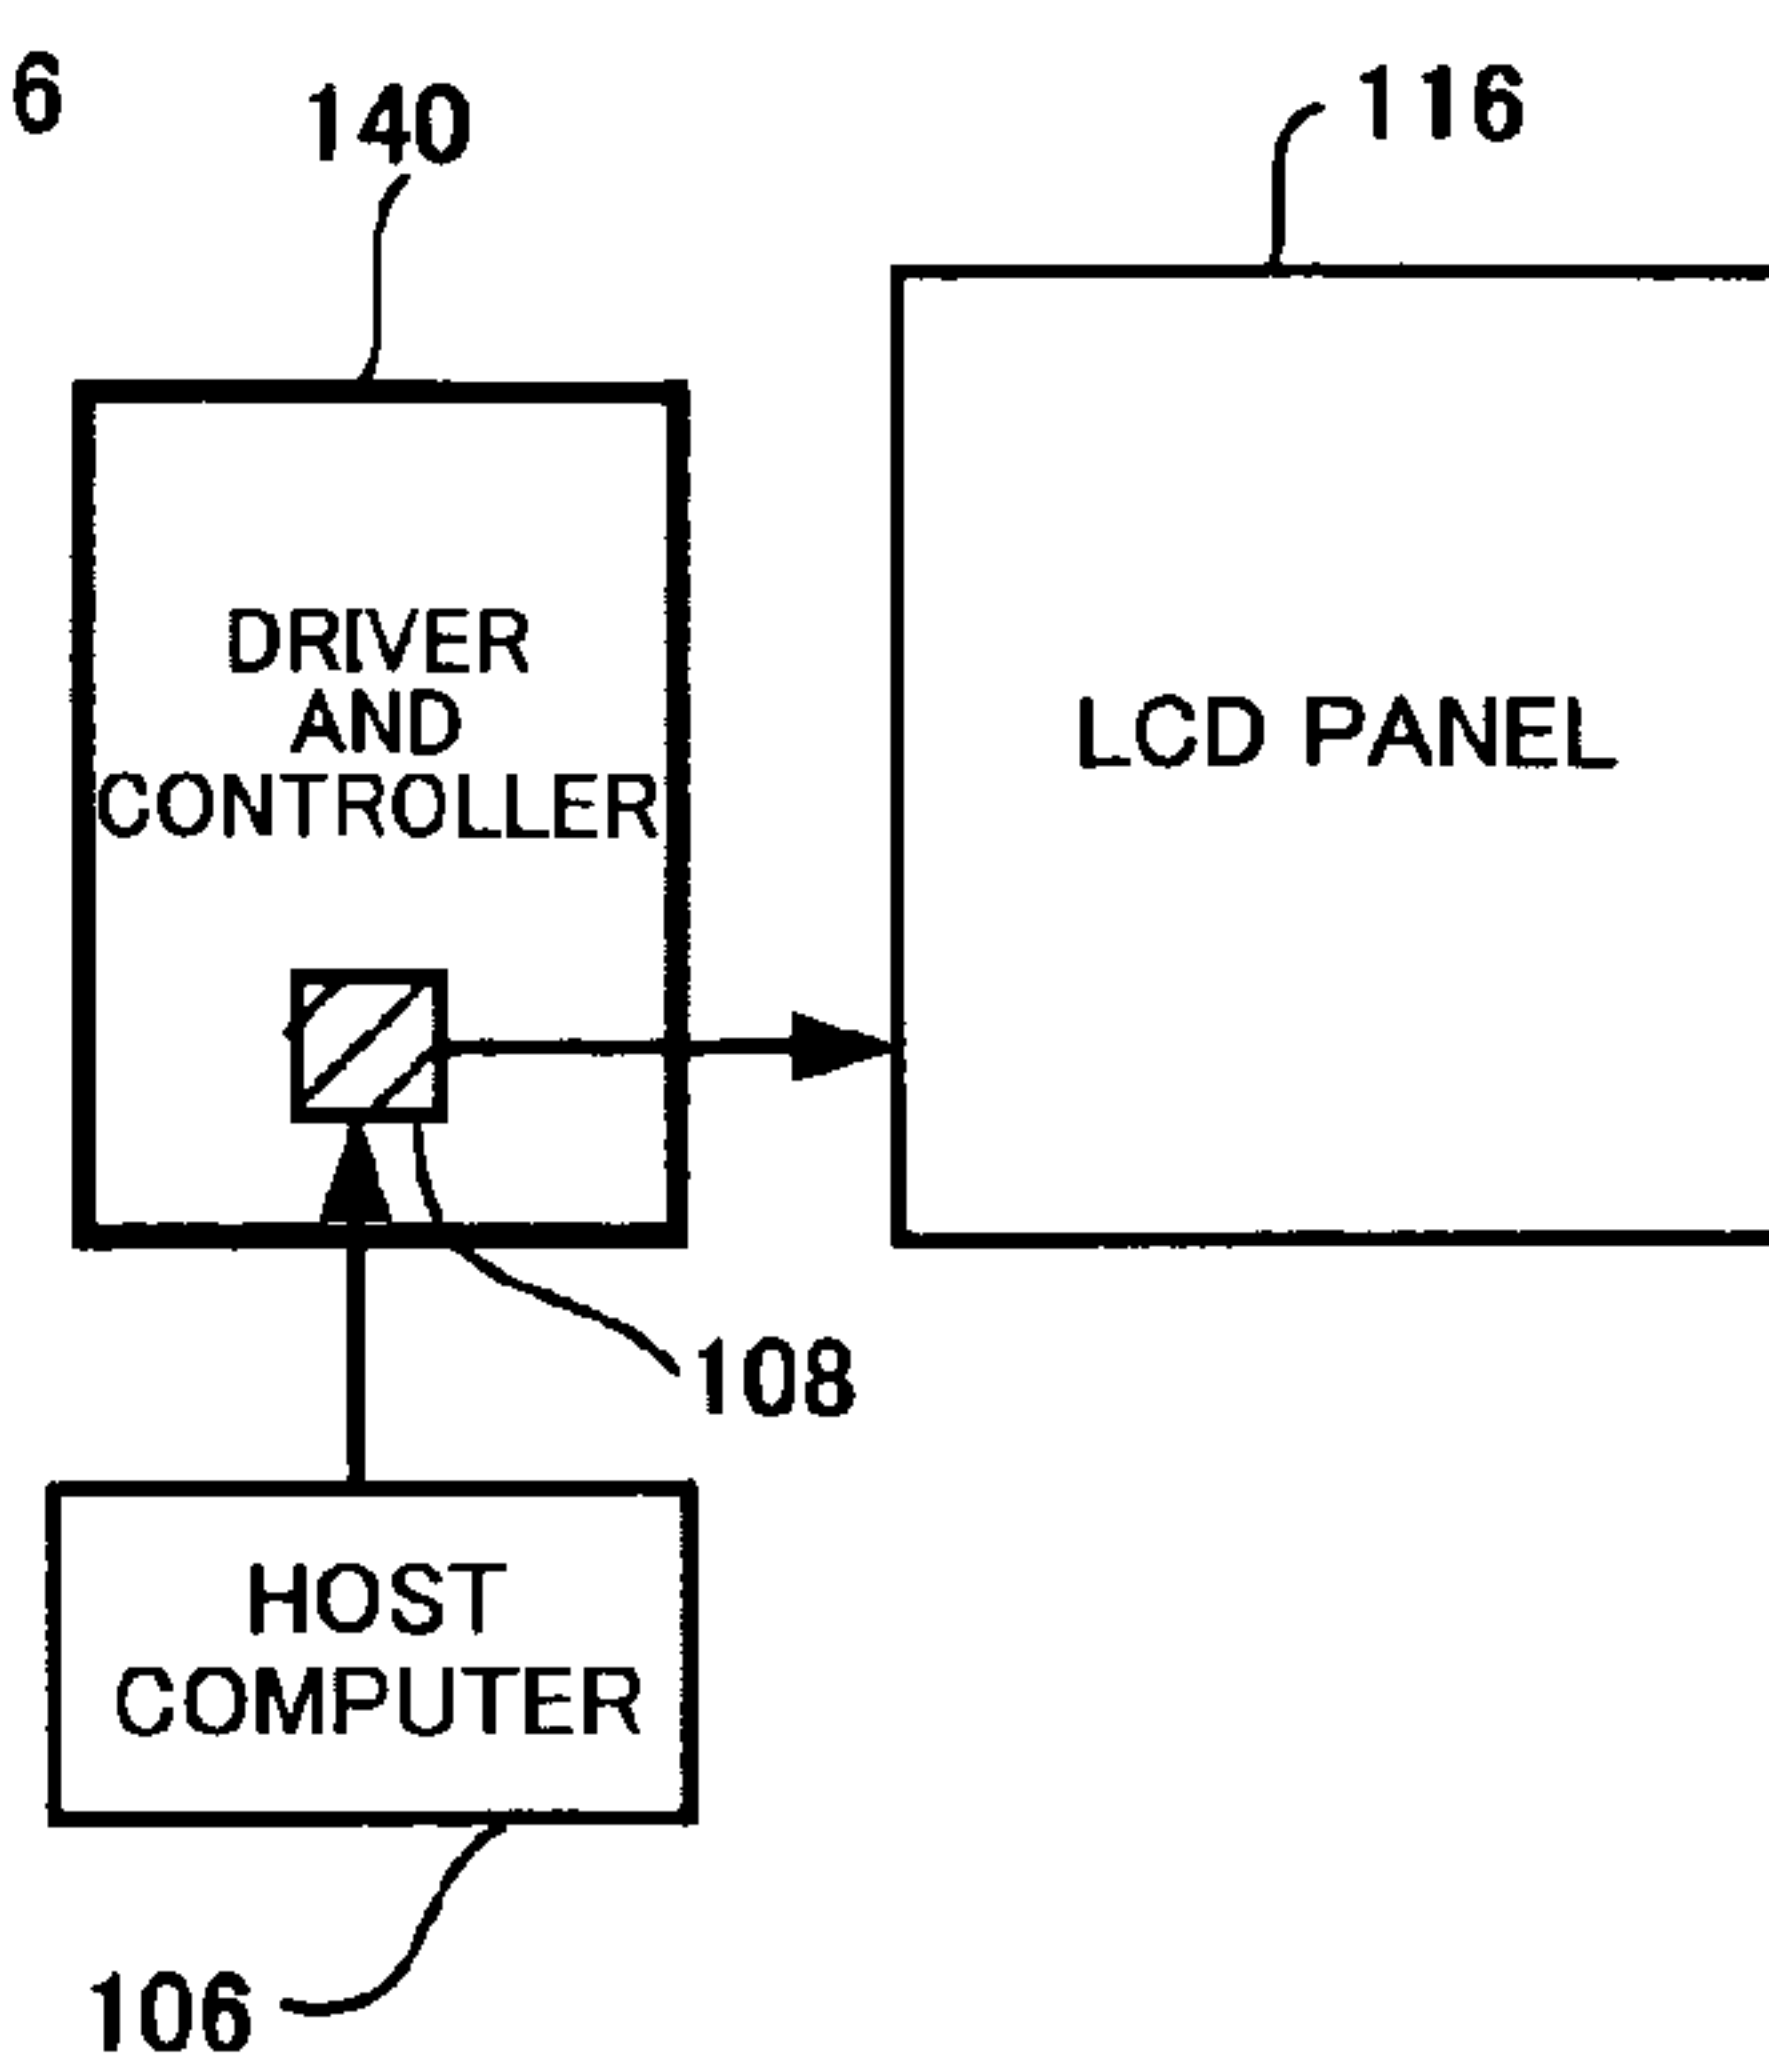 6
140
116
DRIVER
AND
CONTROLLER
LCD PANEL
108
HOST
COMPUTER
106